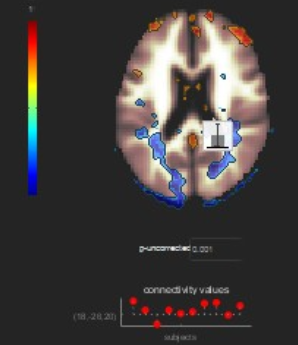 p-uncorrected 0.001
connectivity values
(18,-26,20)
subjects